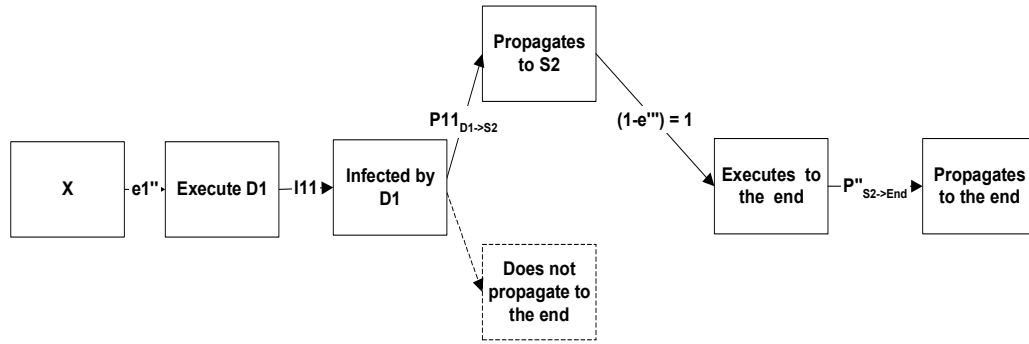 Propagates
to S2
P11D1->S2
(1-e''') = 1
X
e1''
Execute D1
I11
Infected by
D1
Executes to
the end
P''S2->End
Propagates
to the end
Does not
propagate to
the end